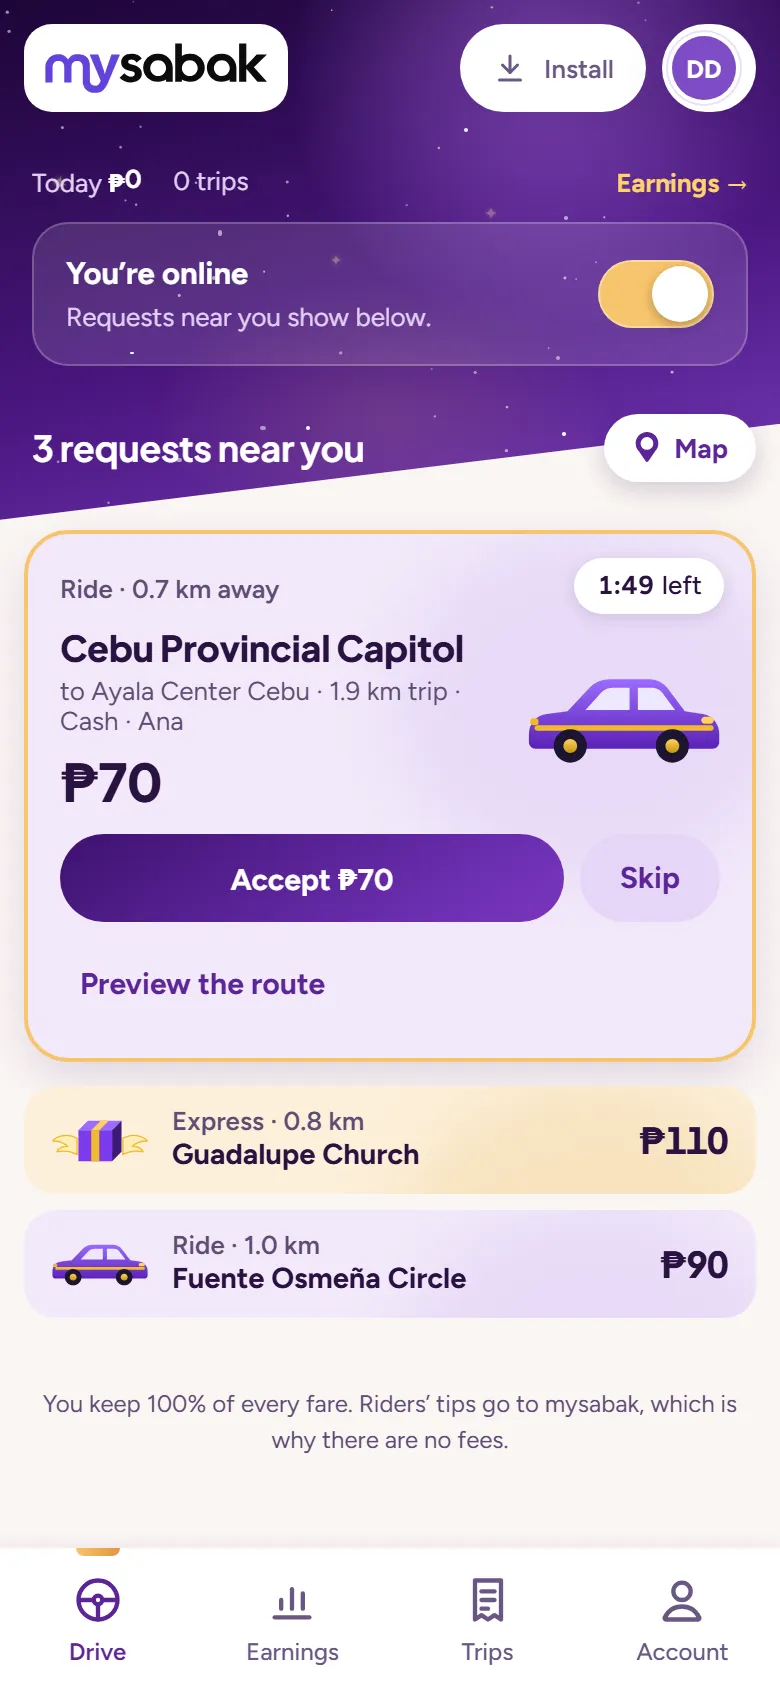 mysabak
Install
DD
Today ₱0 0 trips
Earnings →
You’re online
Requests near you show below.
3 requests near you
Map
Ride · 0.7 km away
1:49 left
Cebu Provincial Capitol
to Ayala Center Cebu · 1.9 km trip ·
Cash · Ana
₱70
Accept ₱70
Skip
Preview the route
Express · 0.8 km
Guadalupe Church
₱110
Ride · 1.0 km
Fuente Osmeña Circle
₱90
You keep 100% of every fare. Riders’ tips go to mysabak, which is
why there are no fees.
Drive
Earnings
Trips
Account